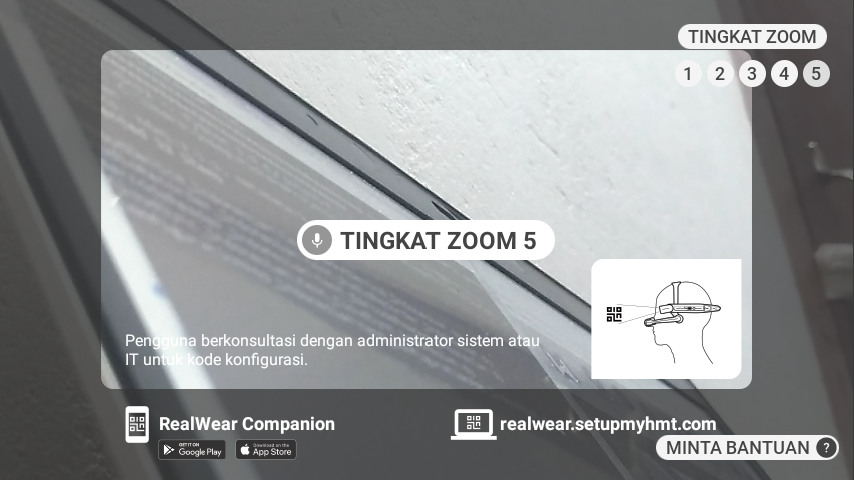 TINGKAT ZOOM
1 2 3 4 5
TINGKAT ZOOM 5
Pengguna berkonsultasi dengan administrator sistem atau
IT untuk kode konfigurasi.
RealWear Companion
GET IT ON
Google Play
Download on the
App Store
realwear.setupmyhmt.com
MINTA BANTUAN ?